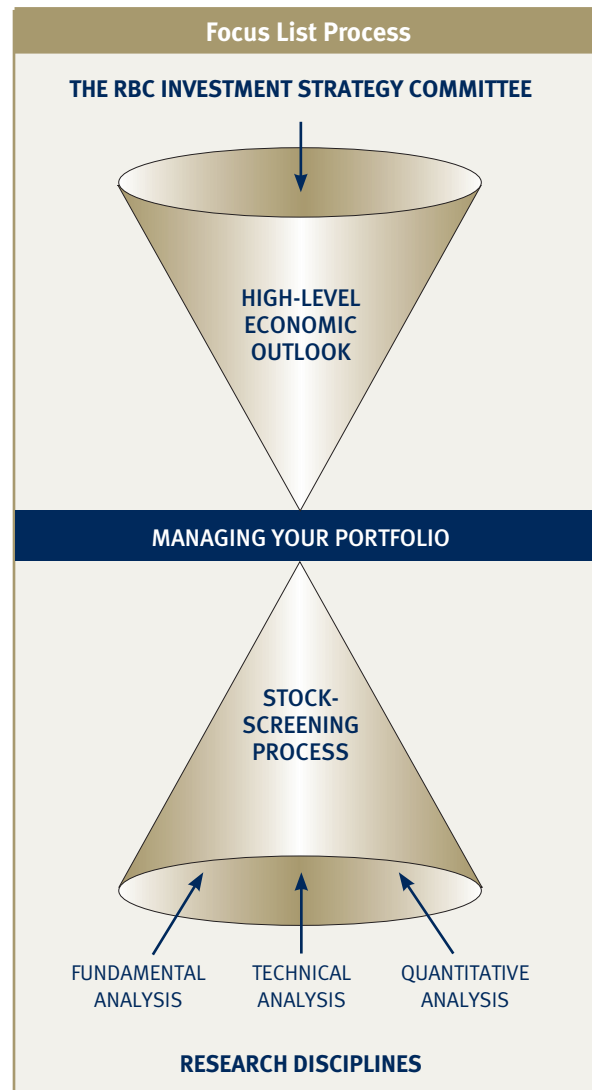 Focus List Process
THE RBC INVESTMENT STRATEGY COMMITTEE
HIGH-LEVEL
ECONOMIC
OUTLOOK
MANAGING YOUR PORTFOLIO
STOCK-
SCREENING
PROCESS
FUNDAMENTAL
ANALYSIS
TECHNICAL
ANALYSIS
QUANTITATIVE
ANALYSIS
RESEARCH DISCIPLINES